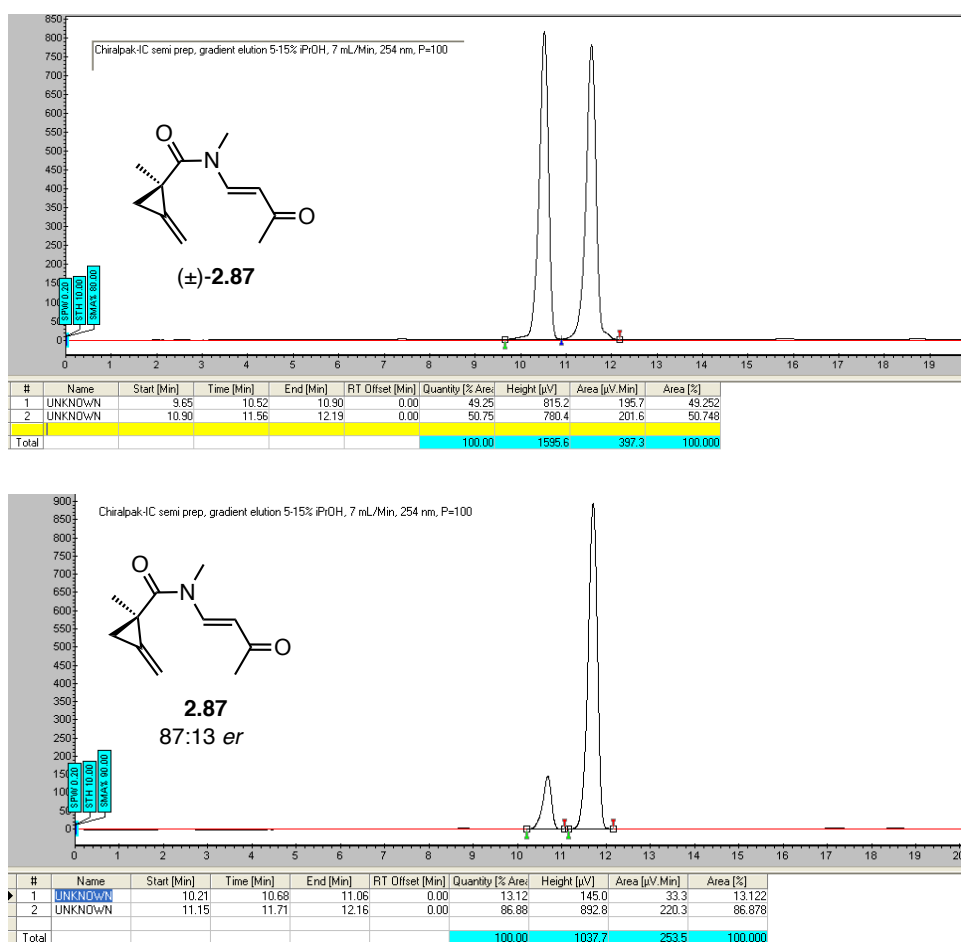 850
800
750
700
650
600
550
500
450
400
350
300
250
200
150
100
50
0
Chiralpak-IC semi prep, gradient elution 5-15% iPrOH, 7 mL/Min, 254 nm, P=100
O
N
O
(±)-2.87
SPW 0.20
STH 10.00
SMA% 80.00
0 1 2 3 4 5 6 7 8 9 10 11 12 13 14 15 16 17 18 19
# Name Start [Min] Time [Min] End [Min] RT Offset [Min] Quantity [% Area Height [µV] Area [µV.Min] Area [%]
1 UNKNOWN 9.65 10.52 10.90 0.00 49.25 815.2 195.7 49.252
2 UNKNOWN 10.90 11.56 12.19 0.00 50.75 780.4 201.6 50.748
Total 100.00 1595.6 397.3 100.000
900
850
800
750
700
650
600
550
500
450
400
350
300
250
200
150
100
50
0
Chiralpak-IC semi prep, gradient elution 5-15% iPrOH, 7 mL/Min, 254 nm, P=100
O
N
O
2.87
87:13 er
SPW 0.20
STH 10.00
SMA% 90.00
0 1 2 3 4 5 6 7 8 9 10 11 12 13 14 15 16 17 18 19 20
# Name Start [Min] Time [Min] End [Min] RT Offset [Min] Quantity [% Area Height [µV] Area [µV.Min] Area [%]
1 UNKNOWN 10.21 10.68 11.06 0.00 13.12 145.0 33.3 13.122
2 UNKNOWN 11.15 11.71 12.16 0.00 86.88 892.8 220.3 86.878
Total 100.00 1037.7 253.5 100.000